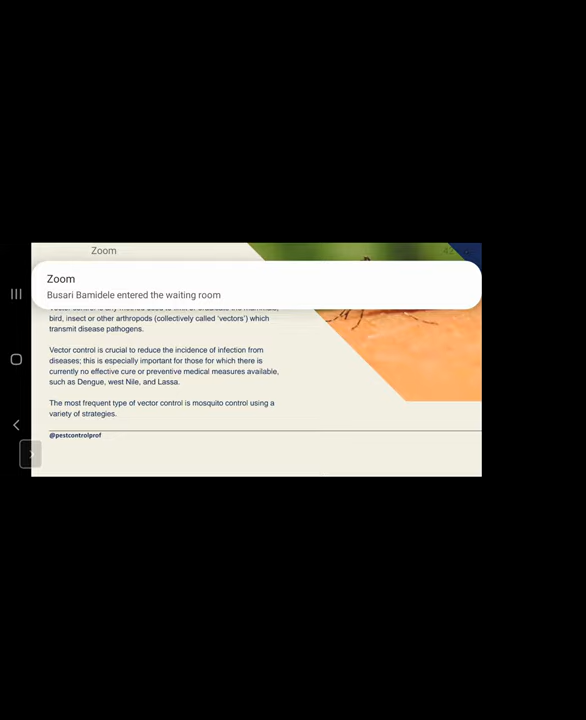 Zoom
Zoom
Busari Bamidele entered the waiting room
bird, insect or other arthropods (collectively called 'vectors') which
transmit disease pathogens.
Vector control is crucial to reduce the incidence of infection from
diseases; this is especially important for those for which there is
currently no effective cure or preventive medical measures available,
such as Dengue, west Nile, and Lassa.
The most frequent type of vector control is mosquito control using a
variety of strategies.
@pestcontrolprof